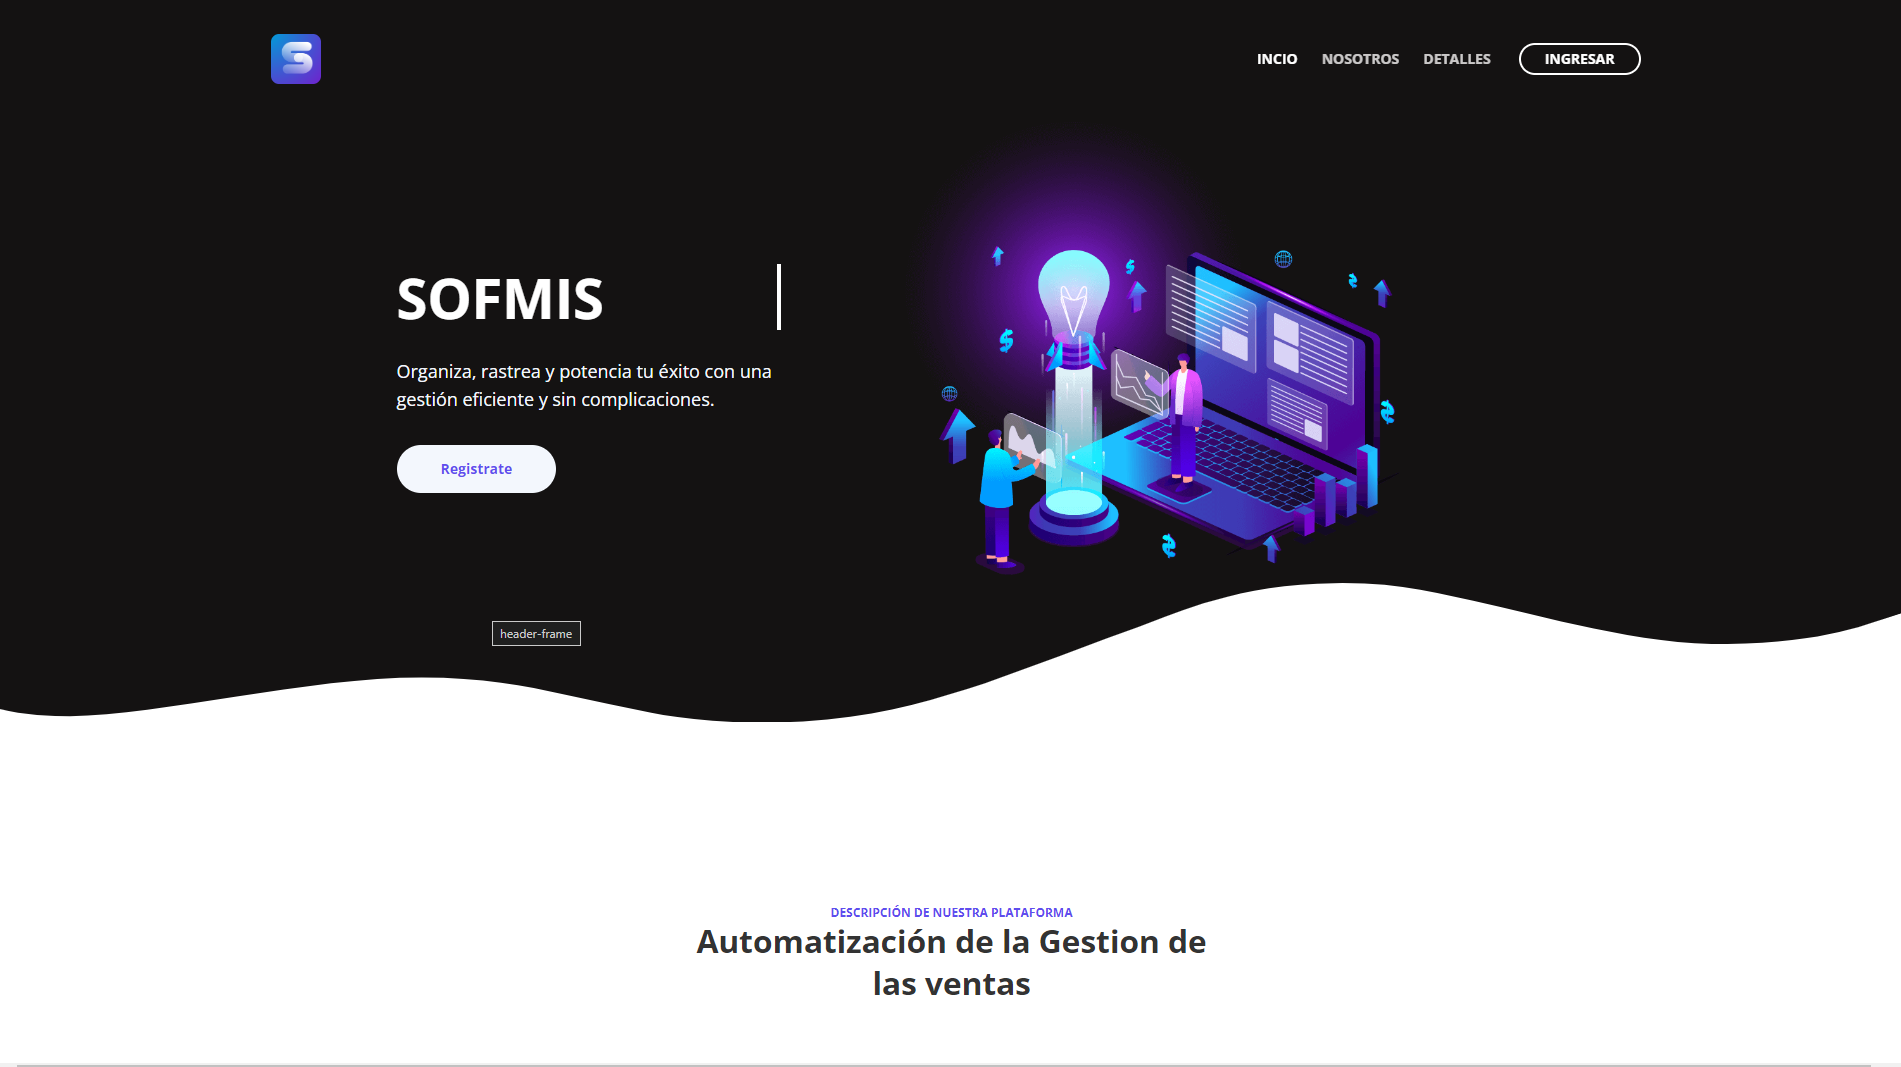 INCIO
NOSOTROS
DETALLES
INGRESAR
SOFMIS
Organiza, rastrea y potencia tu éxito con una
gestión eficiente y sin complicaciones.
Registrate
header-frame
DESCRIPCIÓN DE NUESTRA PLATAFORMA
Automatización de la Gestion de
las ventas